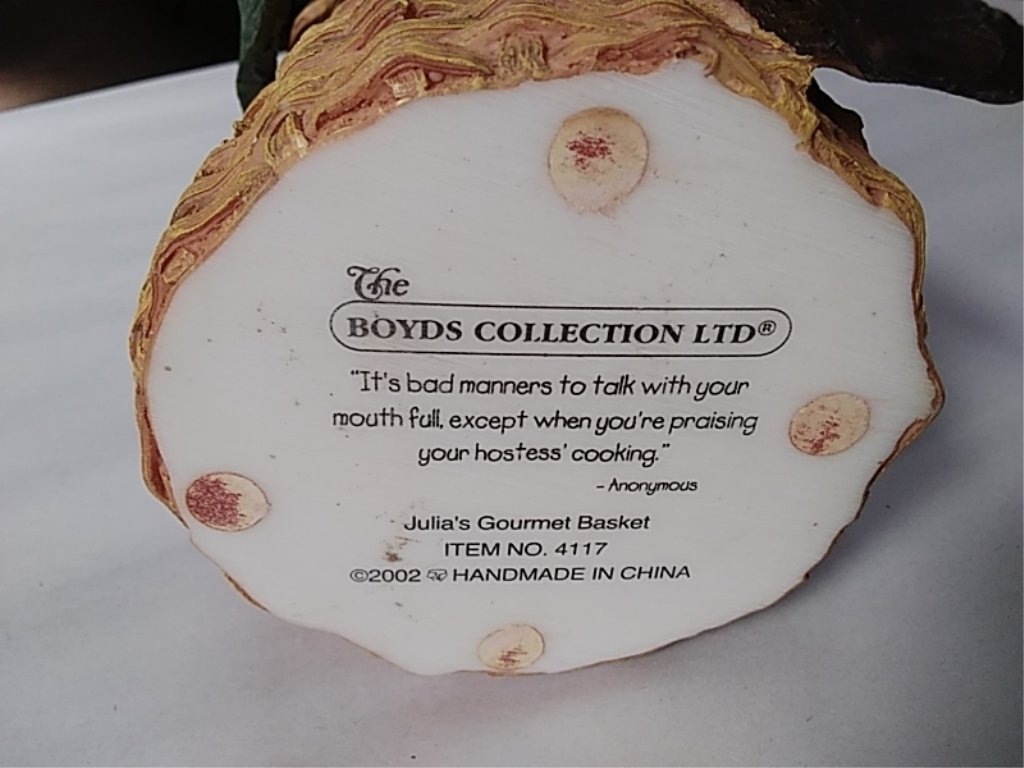 The
BOYDS COLLECTION LTD®
"It's bad manners to talk with your
mouth full, except when you're praising
your hostess' cooking."
- Anonymous
Julia's Gourmet Basket
ITEM NO. 4117
©2002 HANDMADE IN CHINA